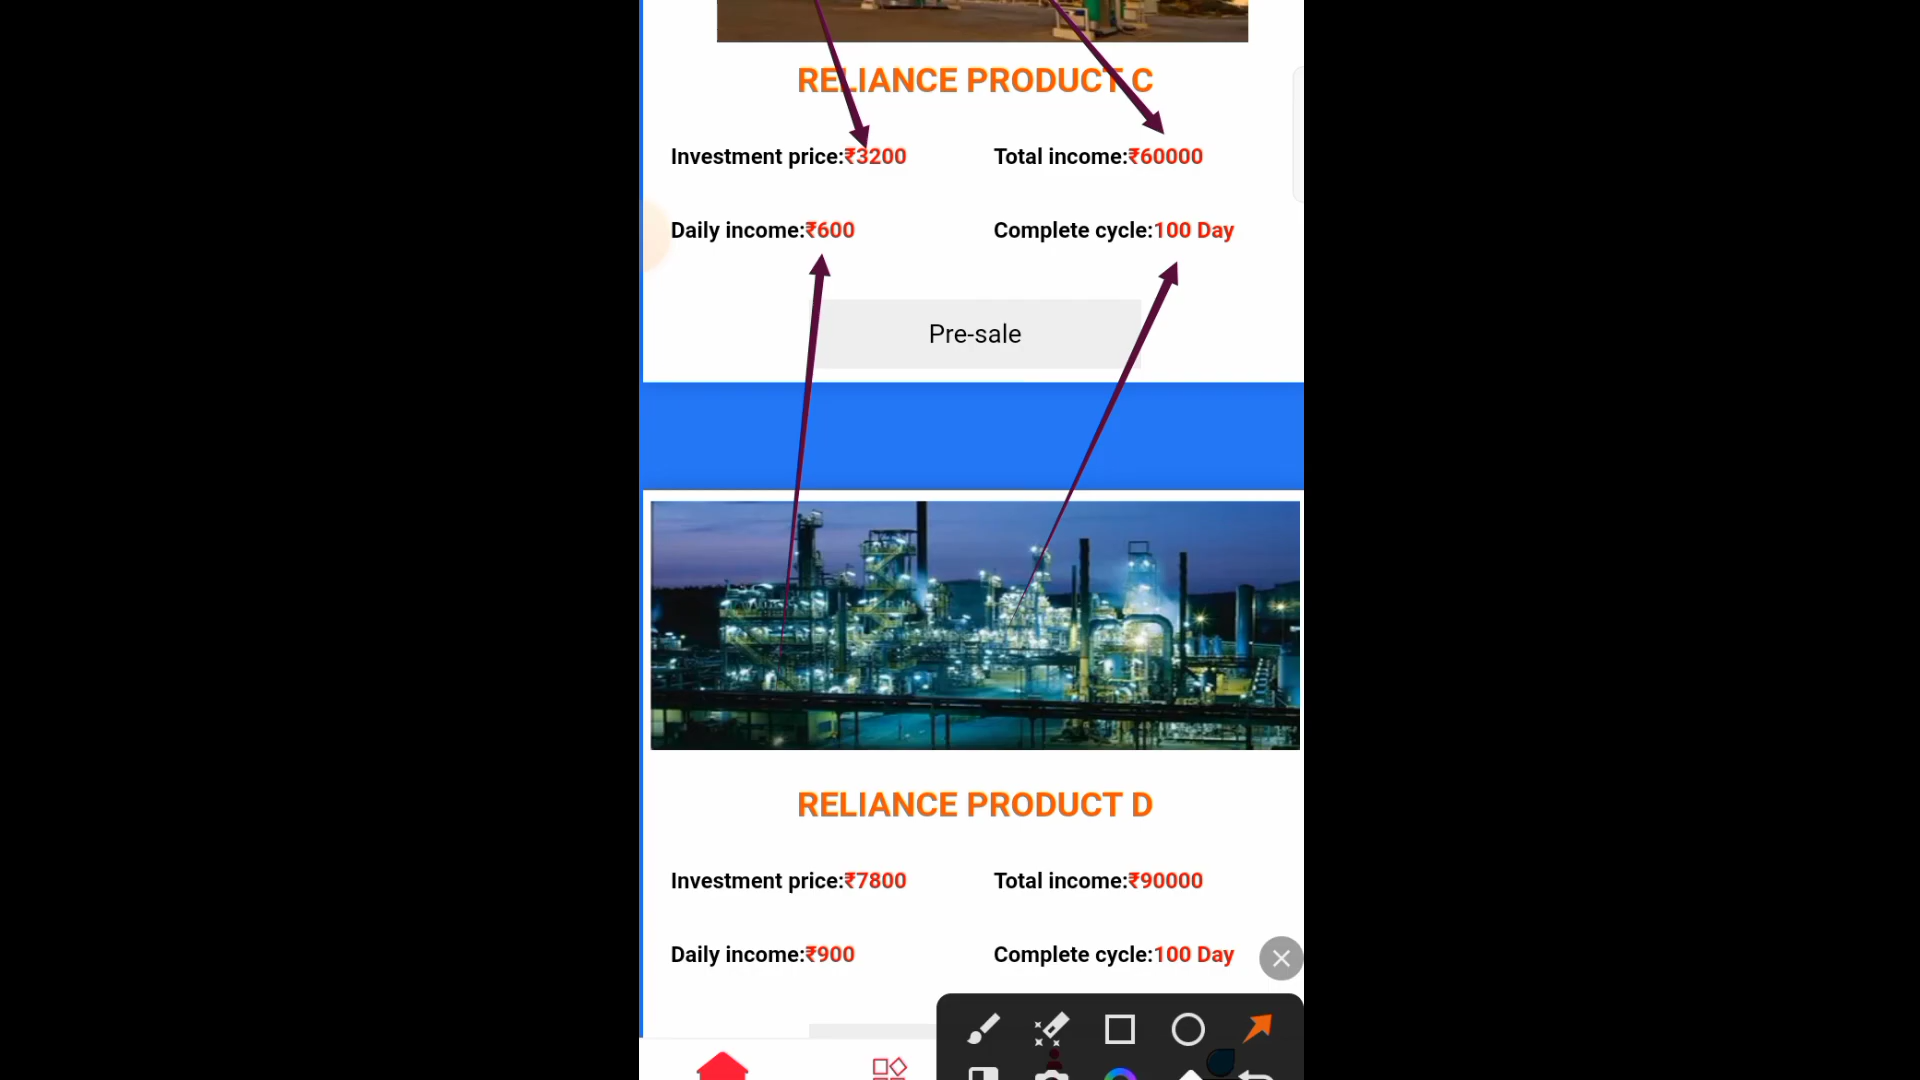 RELIANCE PRODUCT C
Investment price:₹3200 Total income:₹60000
Daily income:₹600 Complete cycle:100 Day
Pre-sale
RELIANCE PRODUCT D
Investment price:₹7800 Total income:₹90000
Daily income:₹900 Complete cycle:100 Day